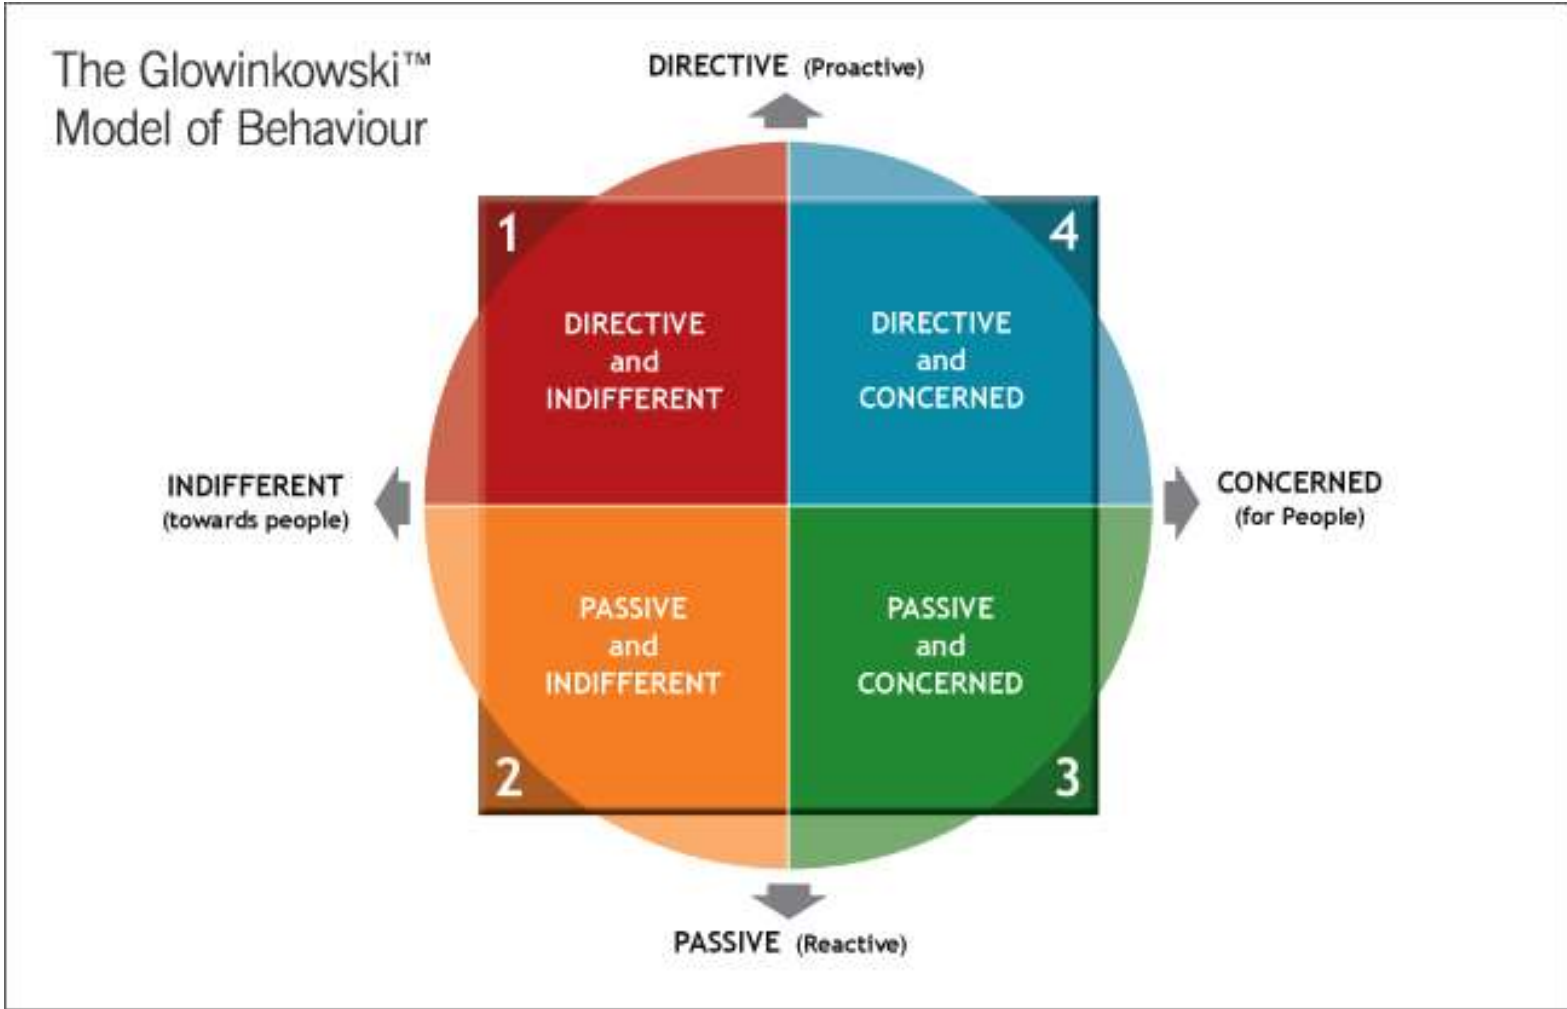 The Glowinkowski™
Model of Behaviour
DIRECTIVE (Proactive)
1
4
DIRECTIVE
and
INDIFFERENT
DIRECTIVE
and
CONCERNED
INDIFFERENT
(towards people)
CONCERNED
(for People)
PASSIVE
and
INDIFFERENT
PASSIVE
and
CONCERNED
2
3
PASSIVE (Reactive)